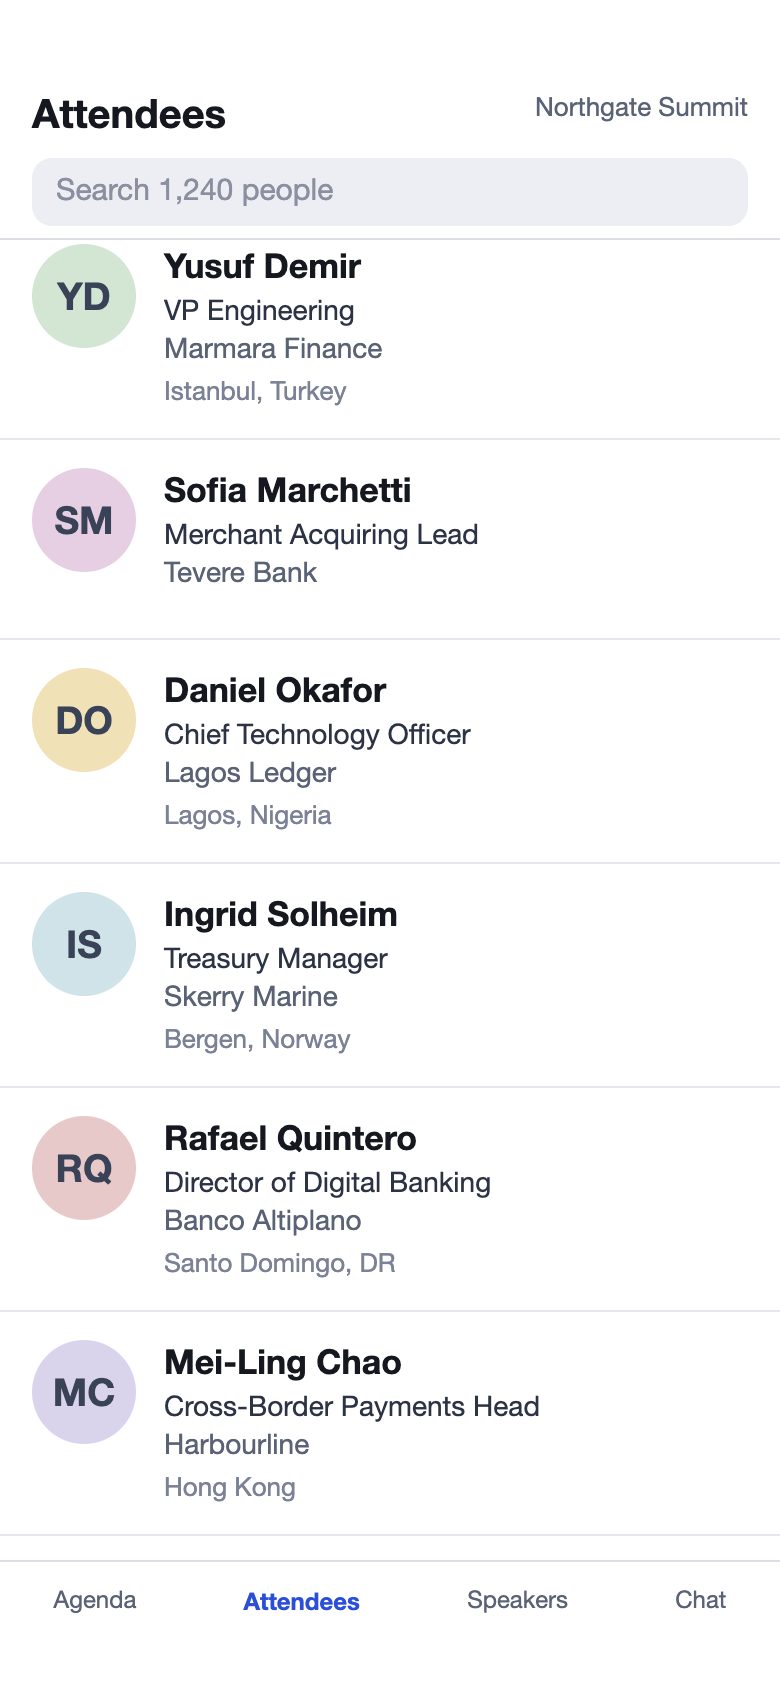 Attendees
Northgate Summit
Search 1,240 people
YD
Yusuf Demir
VP Engineering
Marmara Finance
Istanbul, Turkey
SM
Sofia Marchetti
Merchant Acquiring Lead
Tevere Bank
DO
Daniel Okafor
Chief Technology Officer
Lagos Ledger
Lagos, Nigeria
IS
Ingrid Solheim
Treasury Manager
Skerry Marine
Bergen, Norway
RQ
Rafael Quintero
Director of Digital Banking
Banco Altiplano
Santo Domingo, DR
MC
Mei-Ling Chao
Cross-Border Payments Head
Harbourline
Hong Kong
Agenda
Attendees
Speakers
Chat